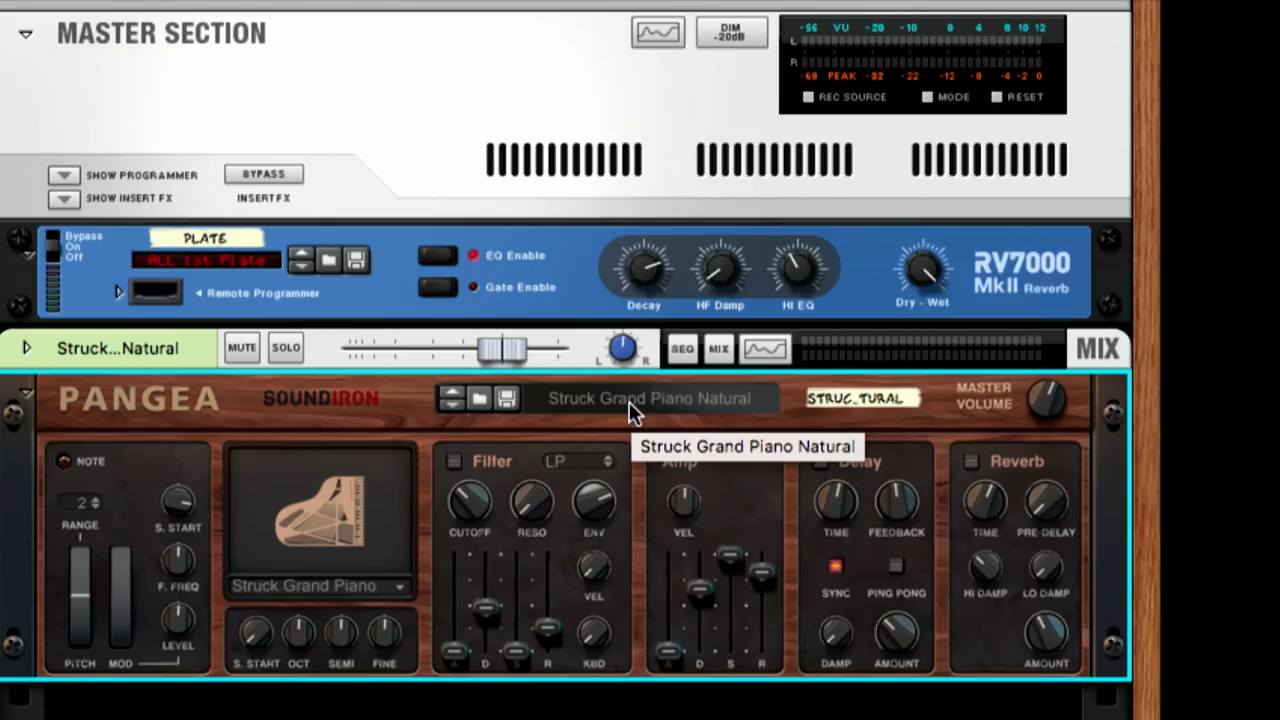 MASTER SECTION
DIM
-20dB
-56 VU -20 -10 0 4 8 10 12
L
R
-68 PEAK -32 -22 -12 -8 -4 -2 0
REC SOURCE MODE RESET
SHOW PROGRAMMER BYPASS
SHOW INSERT FX INSERT FX
Bypass
On
Off
PLATE
ALL 1st Plate
EQ Enable
Gate Enable
Remote Programmer
Decay HF Damp HI EQ Dry - Wet
RV7000
MkII Reverb
Struck...Natural MUTE SOLO L R SEQ MIX MIX
PANGEA SOUNDIRON Struck Grand Piano Natural STRUC_TURAL MASTER
VOLUME
Struck Grand Piano Natural
NOTE Filter LP Amp Delay Reverb
2
RANGE S. START CUTOFF RESO ENV VEL TIME FEEDBACK TIME PRE-DELAY
F. FREQ Struck Grand Piano VEL SYNC PING PONG HI DAMP LO DAMP
LEVEL
PITCH MOD S. START OCT SEMI FINE A D S R KBD A D S R DAMP AMOUNT AMOUNT